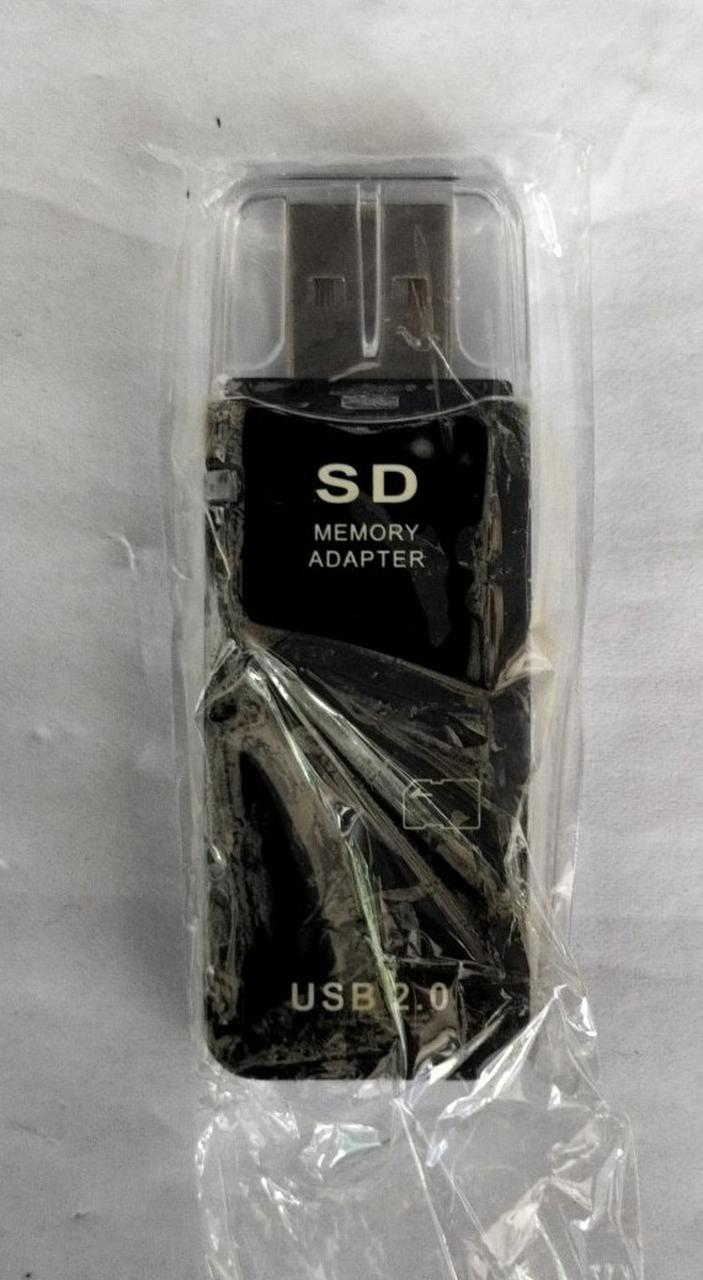 SD
MEMORY
ADAPTER
USB 2.0